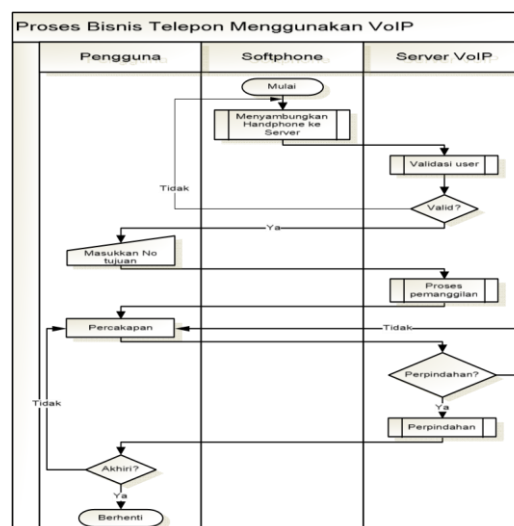 Proses Bisnis Telepon Menggunakan VoIP
Pengguna
Softphone
Server VoIP
Mulai
Menyambungkan
Handphone ke
Server
Validasi user
Tidak
Valid?
Ya
Masukkan No
tujuan
Proses
pemanggilan
Percakapan
Tidak
Perpindahan?
Tidak
Ya
Perpindahan
Akhiri?
Ya
Berhenti